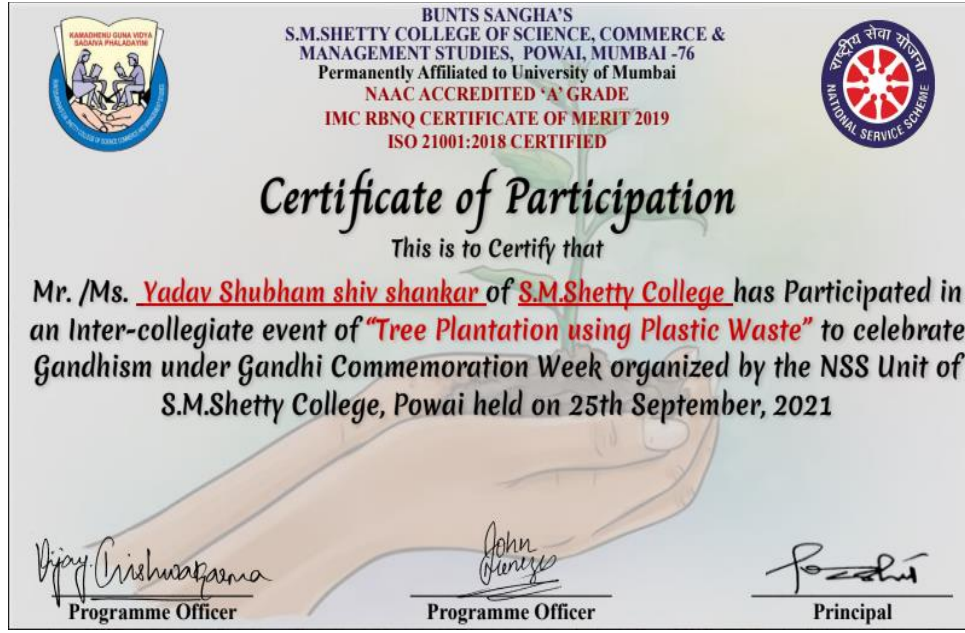 BUNTS SANGHA'S
S.M.SHETTY COLLEGE OF SCIENCE, COMMERCE &
MANAGEMENT STUDIES, POWAI, MUMBAI -76
Permanently Affiliated to University of Mumbai
NAAC ACCREDITED 'A' GRADE
IMC RBNQ CERTIFICATE OF MERIT 2019
ISO 21001:2018 CERTIFIED
KAMADHENU GUNA VIDYA
SADAIVA PHALADAYINI
राष्ट्रीय सेवा योजना
NATIONAL SERVICE SCHEME
Certificate of Participation
This is to Certify that
Mr. /Ms. Yadav Shubham shiv shankar of S.M.Shetty College has Participated in
an Inter-collegiate event of "Tree Plantation using Plastic Waste" to celebrate
Gandhism under Gandhi Commemoration Week organized by the NSS Unit of
S.M.Shetty College, Powai held on 25th September, 2021
Vijay Vishwakarma
John
Programme Officer
Programme Officer
Principal